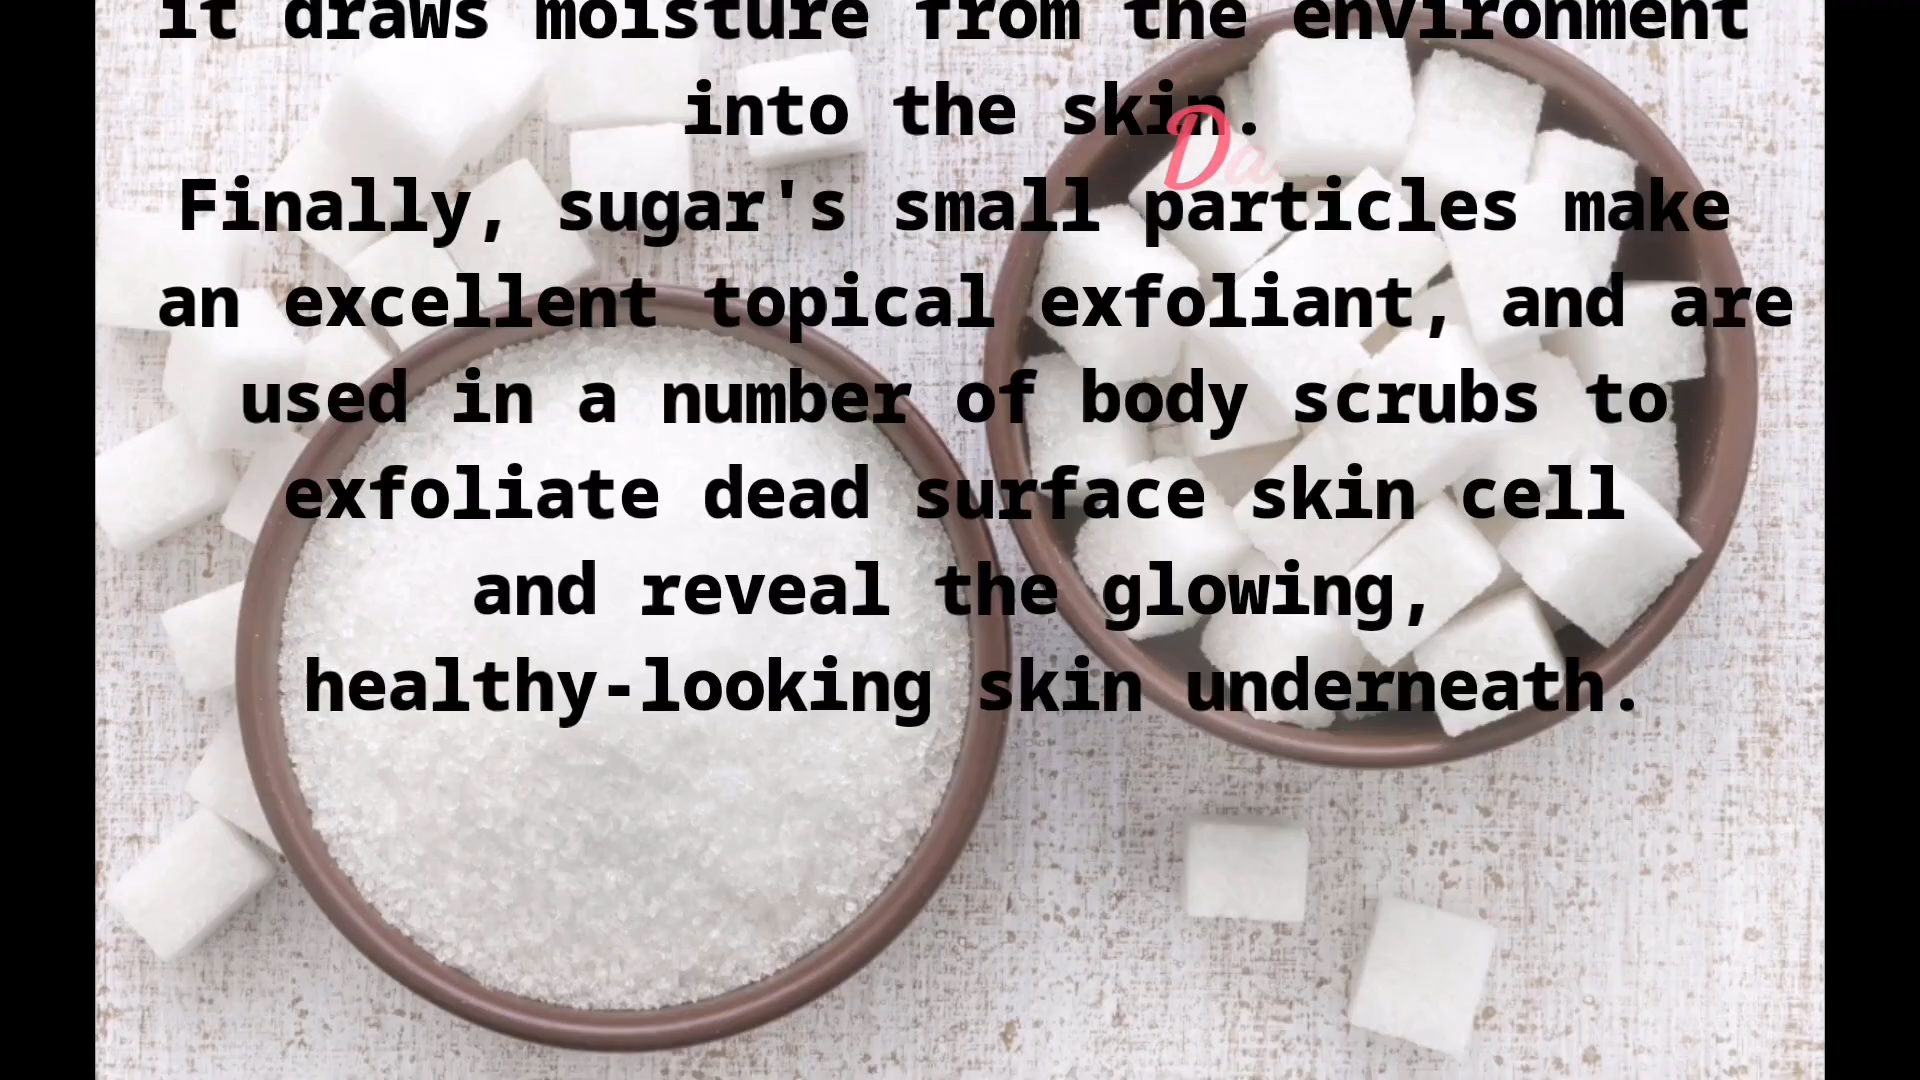 it draws moisture from the environment
into the skin.
D
Finally, sugar's small particles make
an excellent topical exfoliant, and are
used in a number of body scrubs to
exfoliate dead surface skin cell
and reveal the glowing,
healthy-looking skin underneath.